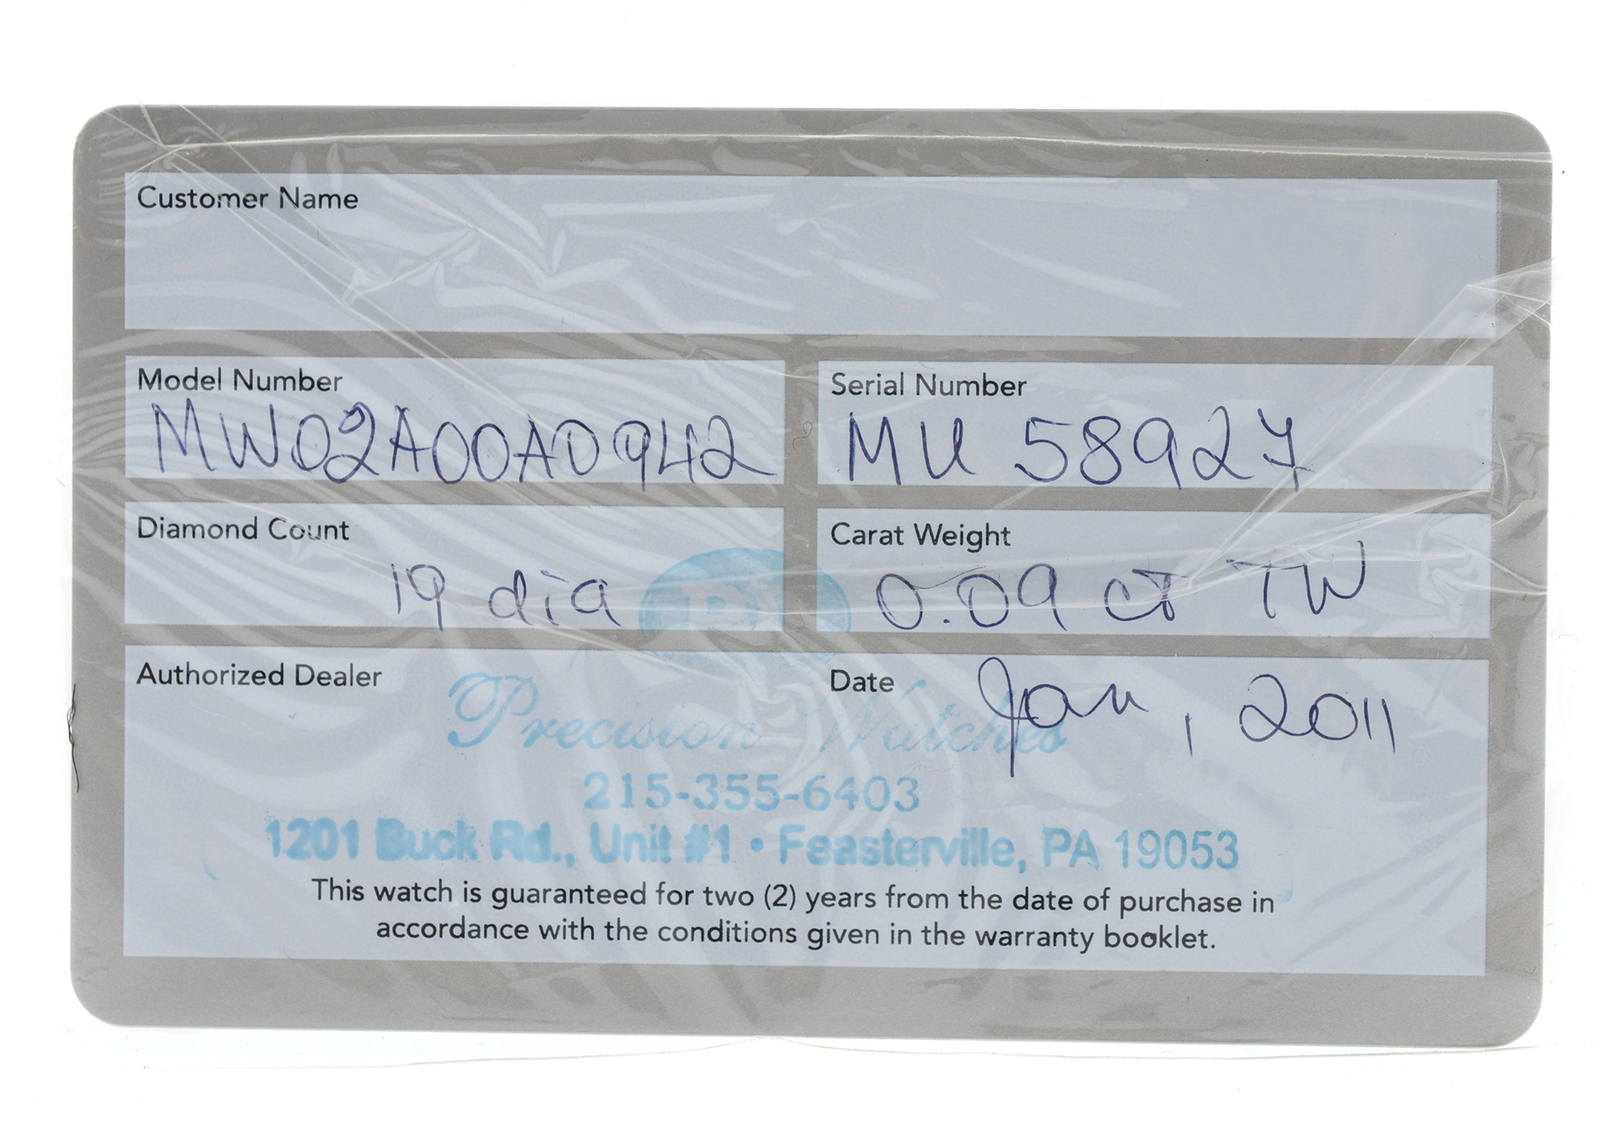 Customer Name
Model Number
MW02A00A0942
Serial Number
MU 58927
Diamond Count
19 dia
Carat Weight
0.09 ct TW
Authorized Dealer
Date
Jan, 2011
Precision Watches
215-355-6403
1201 Buck Rd., Unit #1 • Feasterville, PA 19053
This watch is guaranteed for two (2) years from the date of purchase in
accordance with the conditions given in the warranty booklet.